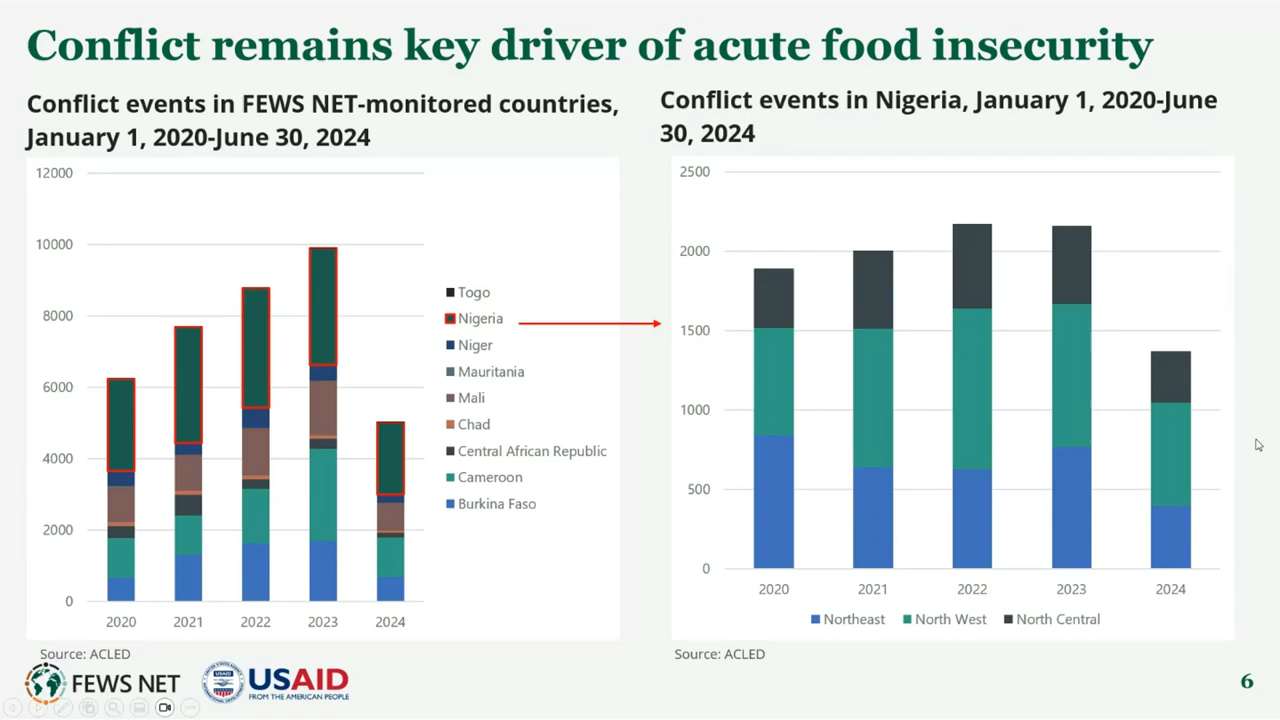 Conflict remains key driver of acute food insecurity
Conflict events in FEWS NET-monitored countries,
January 1, 2020-June 30, 2024
12000
10000
8000
6000
4000
2000
0
2020 2021 2022 2023 2024
Togo
Nigeria
Niger
Mauritania
Mali
Chad
Central African Republic
Cameroon
Burkina Faso
Source: ACLED
Conflict events in Nigeria, January 1, 2020-June
30, 2024
2500
2000
1500
1000
500
0
2020 2021 2022 2023 2024
Northeast North West North Central
Source: ACLED
FEWS NET
USAID
USAID
FROM THE AMERICAN PEOPLE
6